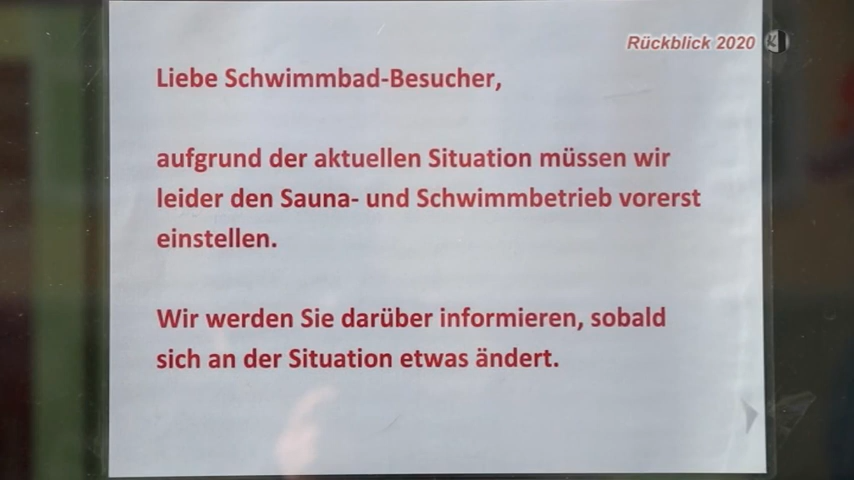 Rückblick 2020
Liebe Schwimmbad-Besucher,
aufgrund der aktuellen Situation müssen wir
leider den Sauna- und Schwimmbetrieb vorerst
einstellen.
Wir werden Sie darüber informieren, sobald
sich an der Situation etwas ändert.